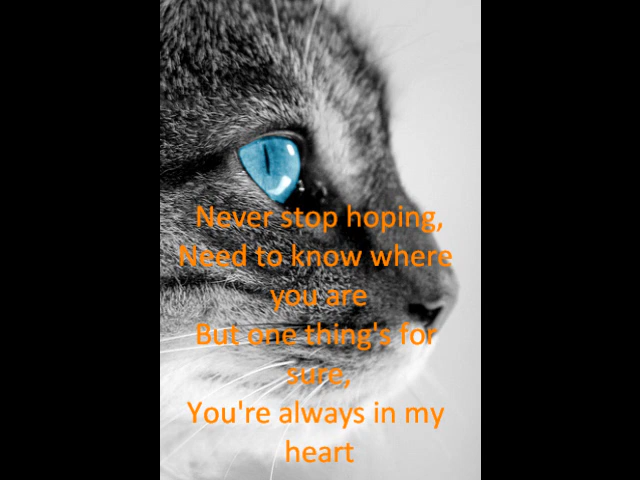 Never stop hoping,
Need to know where
you are
But one thing's for
sure,
You're always in my
heart